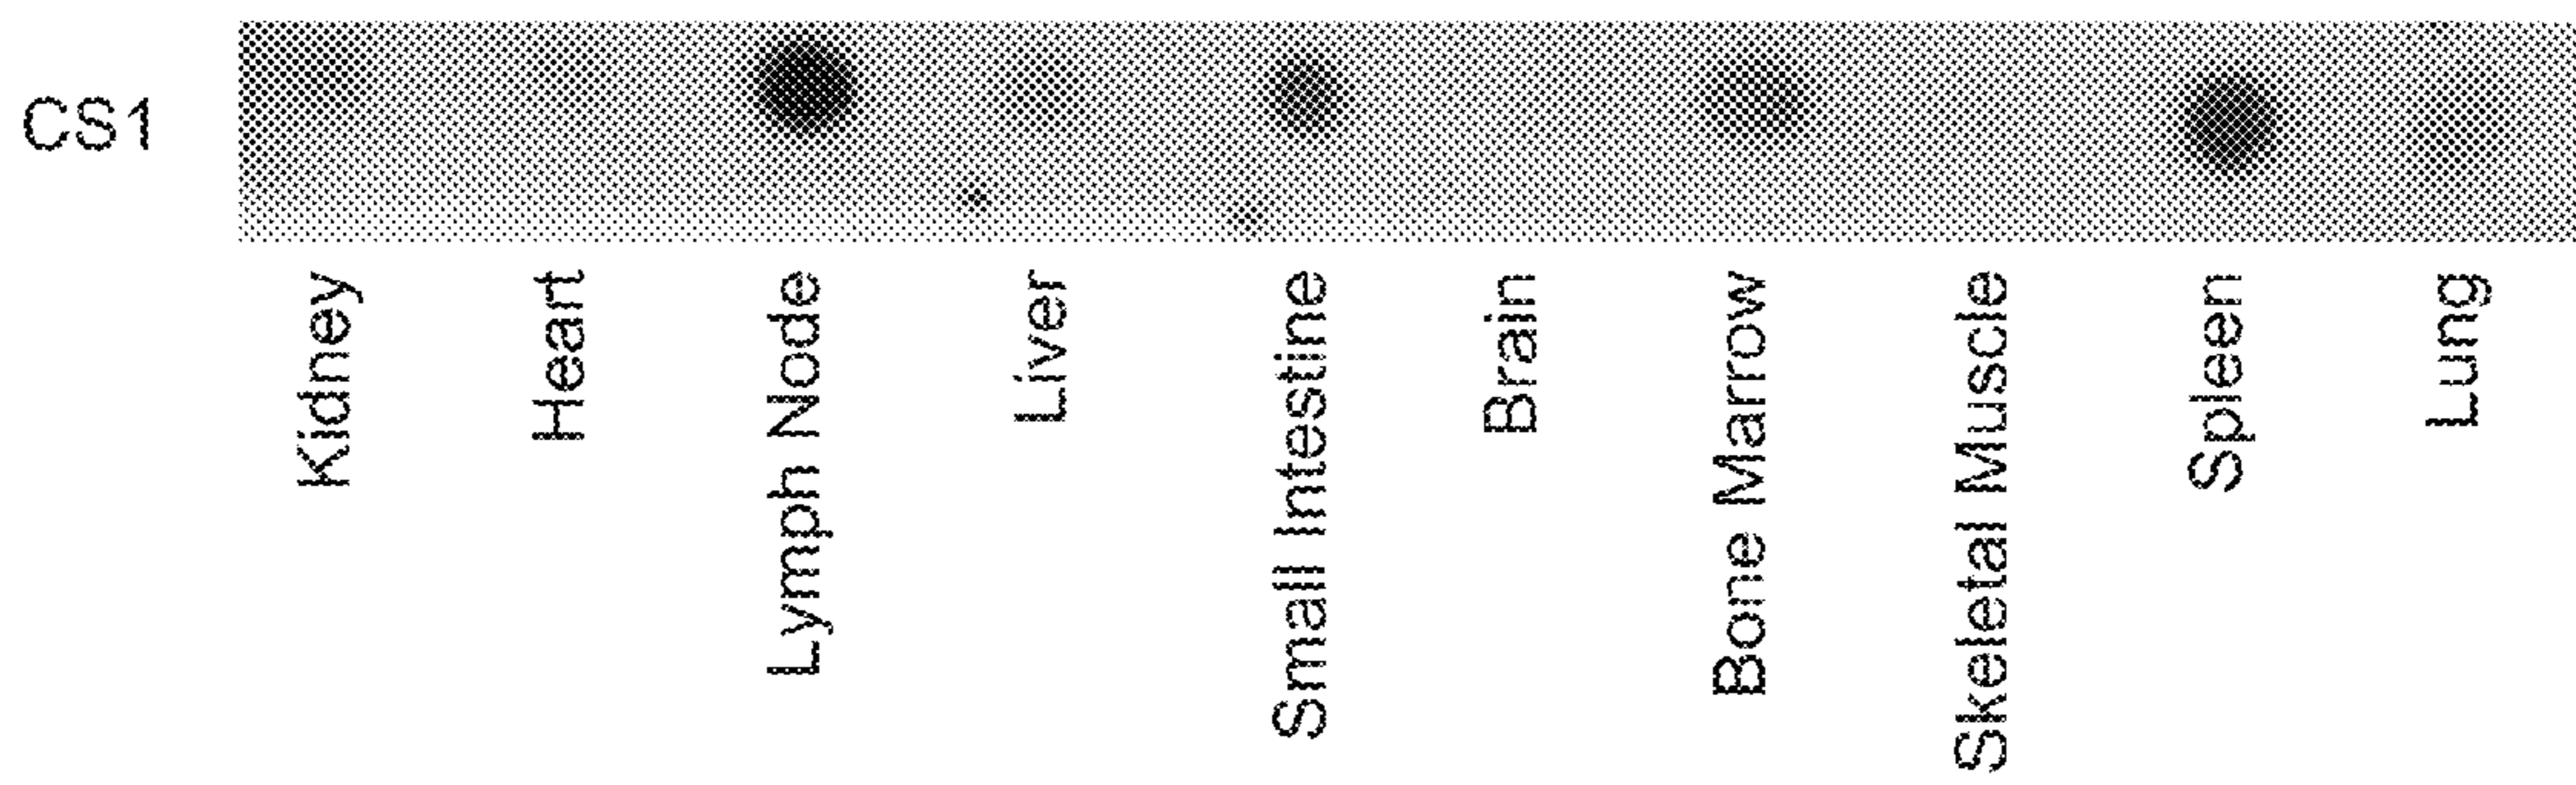 CS1
Kidney
Heart
Lymph Node
Liver
Small Intestine
Brain
Bone Marrow
Skeletal Muscle
Spleen
Lung